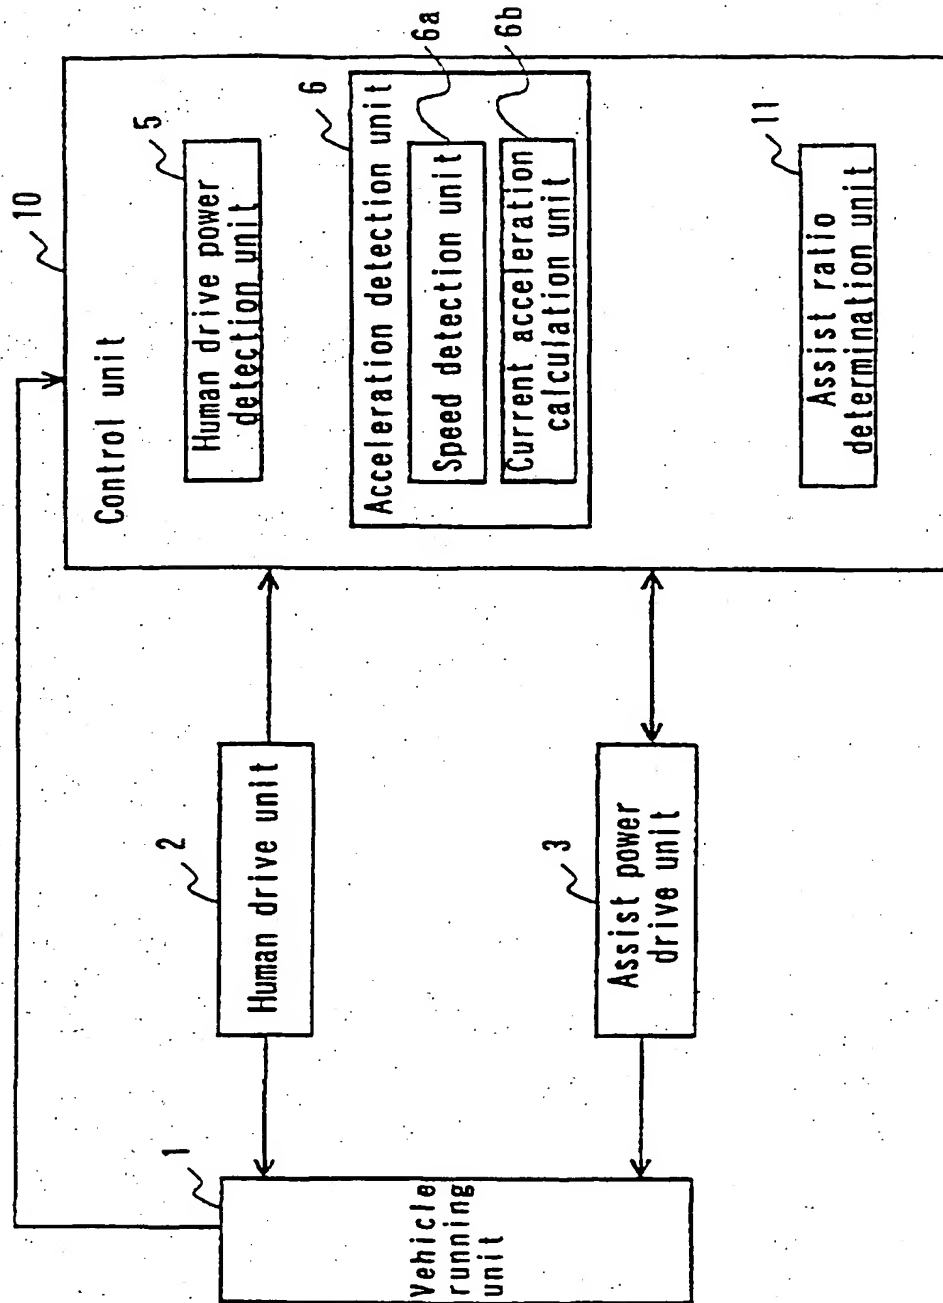 10
Control unit
5
Human drive power
detection unit
6
Acceleration detection unit
6a
Speed detection unit
6b
Current acceleration
calculation unit
11
Assist ratio
determination unit
2
Human drive unit
3
Assist power
drive unit
1
Vehicle
running
unit